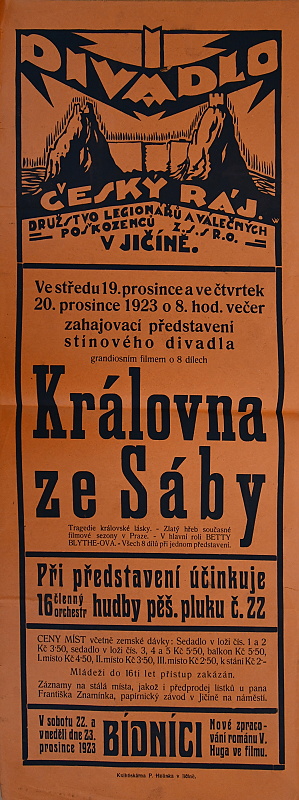 DIVADLO
ČESKÝ RÁJ.
DRUŽSTVO LEGIONÁŘŮ A VÁLEČNÝCH
POŠKOZENCŮ Z.S.S R.O.
V JIČÍNĚ.
Ve středu 19. prosince a ve čtvrtek
20. prosince 1923 o 8. hod. večer
zahajovací představení
stinového divadla
grandiosním filmem o 8 dílech
Královna
ze Sáby
Tragedie královské lásky. - Zlatý hřeb současné
filmové sezony v Praze. - V hlavní roli BETTY
BLYTHE-OVÁ. - Všech 8 dílů při jednom představení.
Při představení účinkuje
16 členný orchestr hudby pěš. pluku č. 22
CENY MÍST včetně zemské dávky: Sedadlo v loži čís. 1 a 2
Kč 3·50, sedadlo v loži čís. 3, 4 a 5 Kč 5·50, balkon Kč 5·50,
I. místo Kč 4·50, II. místo Kč 3·50, III. místo Kč 2·50, k stání Kč 2·-
Mládeži do 16ti let přístup zakázán.
Záznamy na stálá místa, jakož i předprodej lístků u pana
Františka Znamínka, papírnický závod v Jičíně na náměstí.
V sobotu 22. a
v neděli dne 23.
prosince 1923
BÍDNÍCI
Nové zpraco-
vání románu V.
Huga ve filmu.
Knihtiskárna